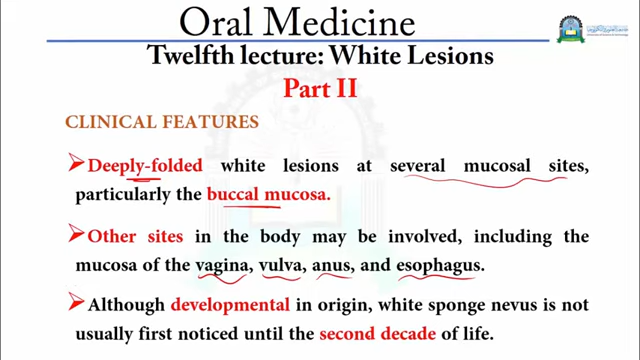 Oral Medicine
Twelfth lecture: White Lesions
Part II
CLINICAL FEATURES
Deeply-folded white lesions at several mucosal sites,
particularly the buccal mucosa.
Other sites in the body may be involved, including the
mucosa of the vagina, vulva, anus, and esophagus.
Although developmental in origin, white sponge nevus is not
usually first noticed until the second decade of life.